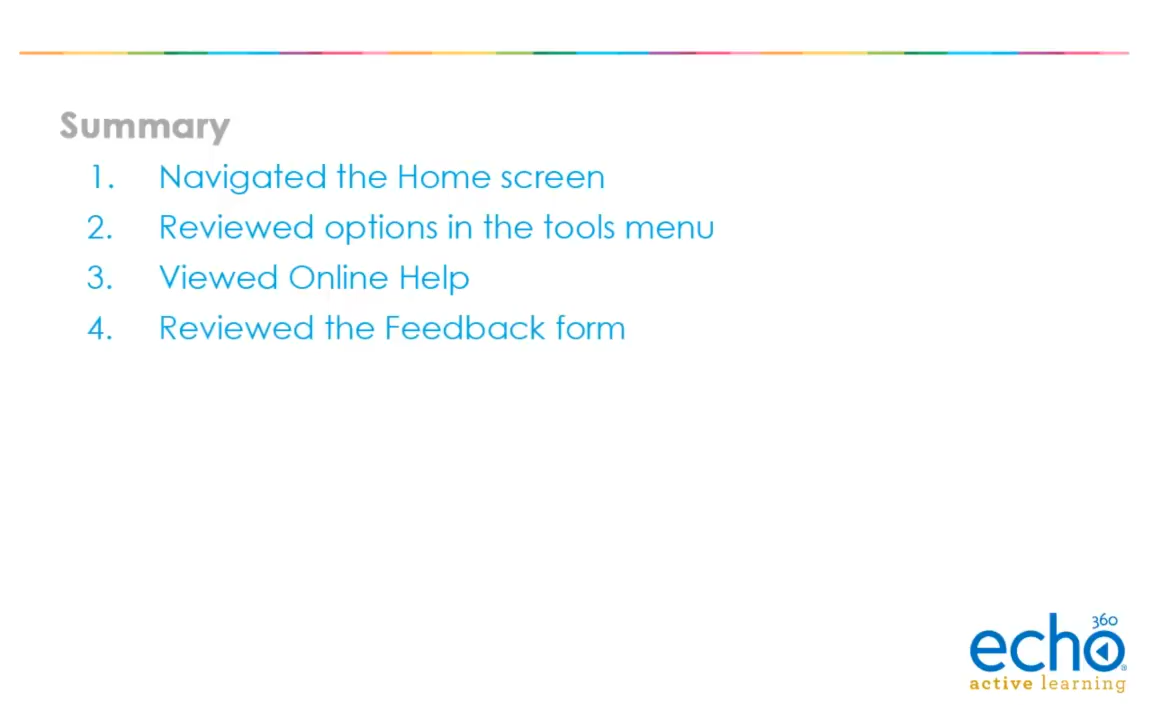 Summary
1. Navigated the Home screen
2. Reviewed options in the tools menu
3. Viewed Online Help
4. Reviewed the Feedback form
360
echo®
active learning